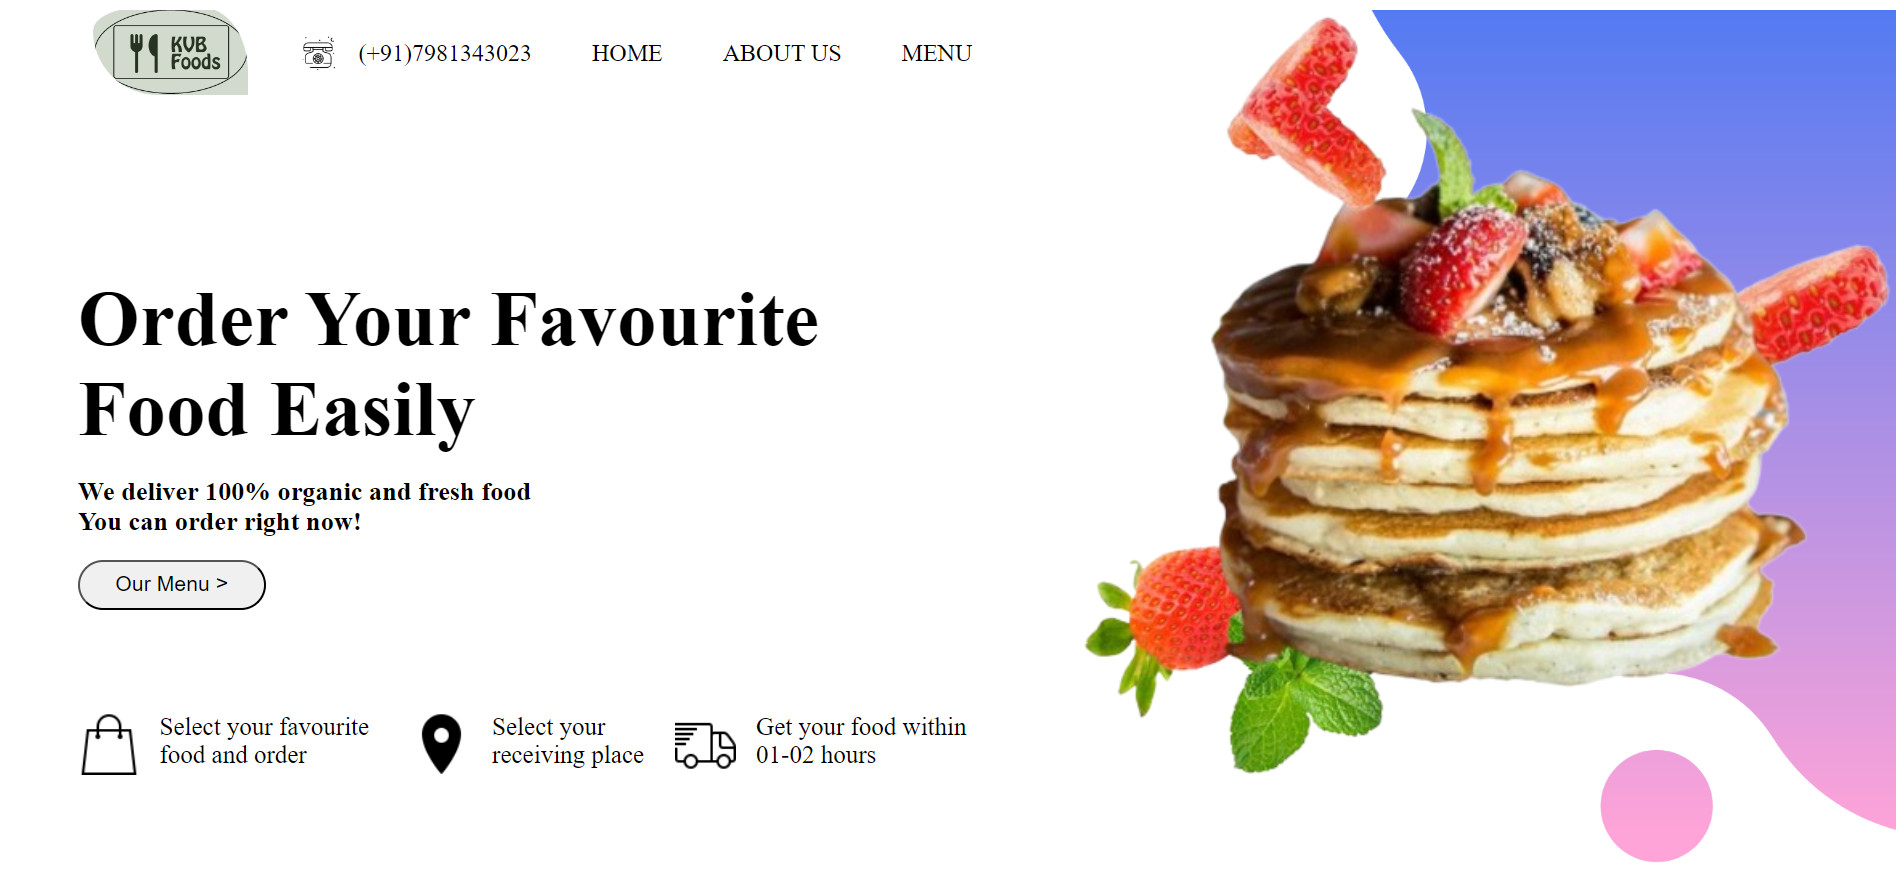 KVB
Foods
(+91)7981343023 HOME ABOUT US MENU
Order Your Favourite
Food Easily
We deliver 100% organic and fresh food
You can order right now!
Our Menu >
Select your favourite
food and order
Select your
receiving place
Get your food within
01-02 hours